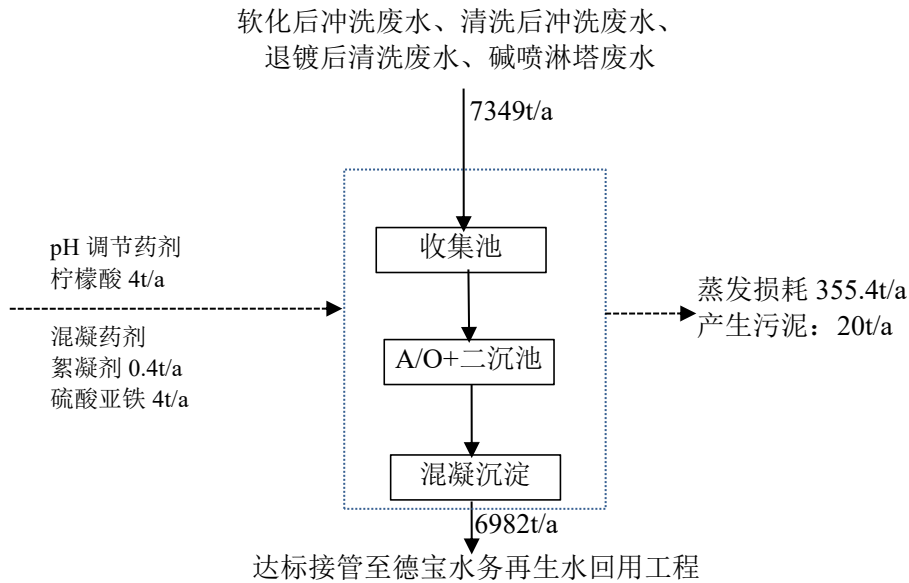 软化后冲洗废水、清洗后冲洗废水、
退镀后清洗废水、碱喷淋塔废水
7349t/a
收集池
pH 调节药剂
柠檬酸 4t/a
混凝药剂
絮凝剂 0.4t/a
硫酸亚铁 4t/a
蒸发损耗 355.4t/a
产生污泥：20t/a
A/O+二沉池
混凝沉淀
6982t/a
达标接管至德宝水务再生水回用工程